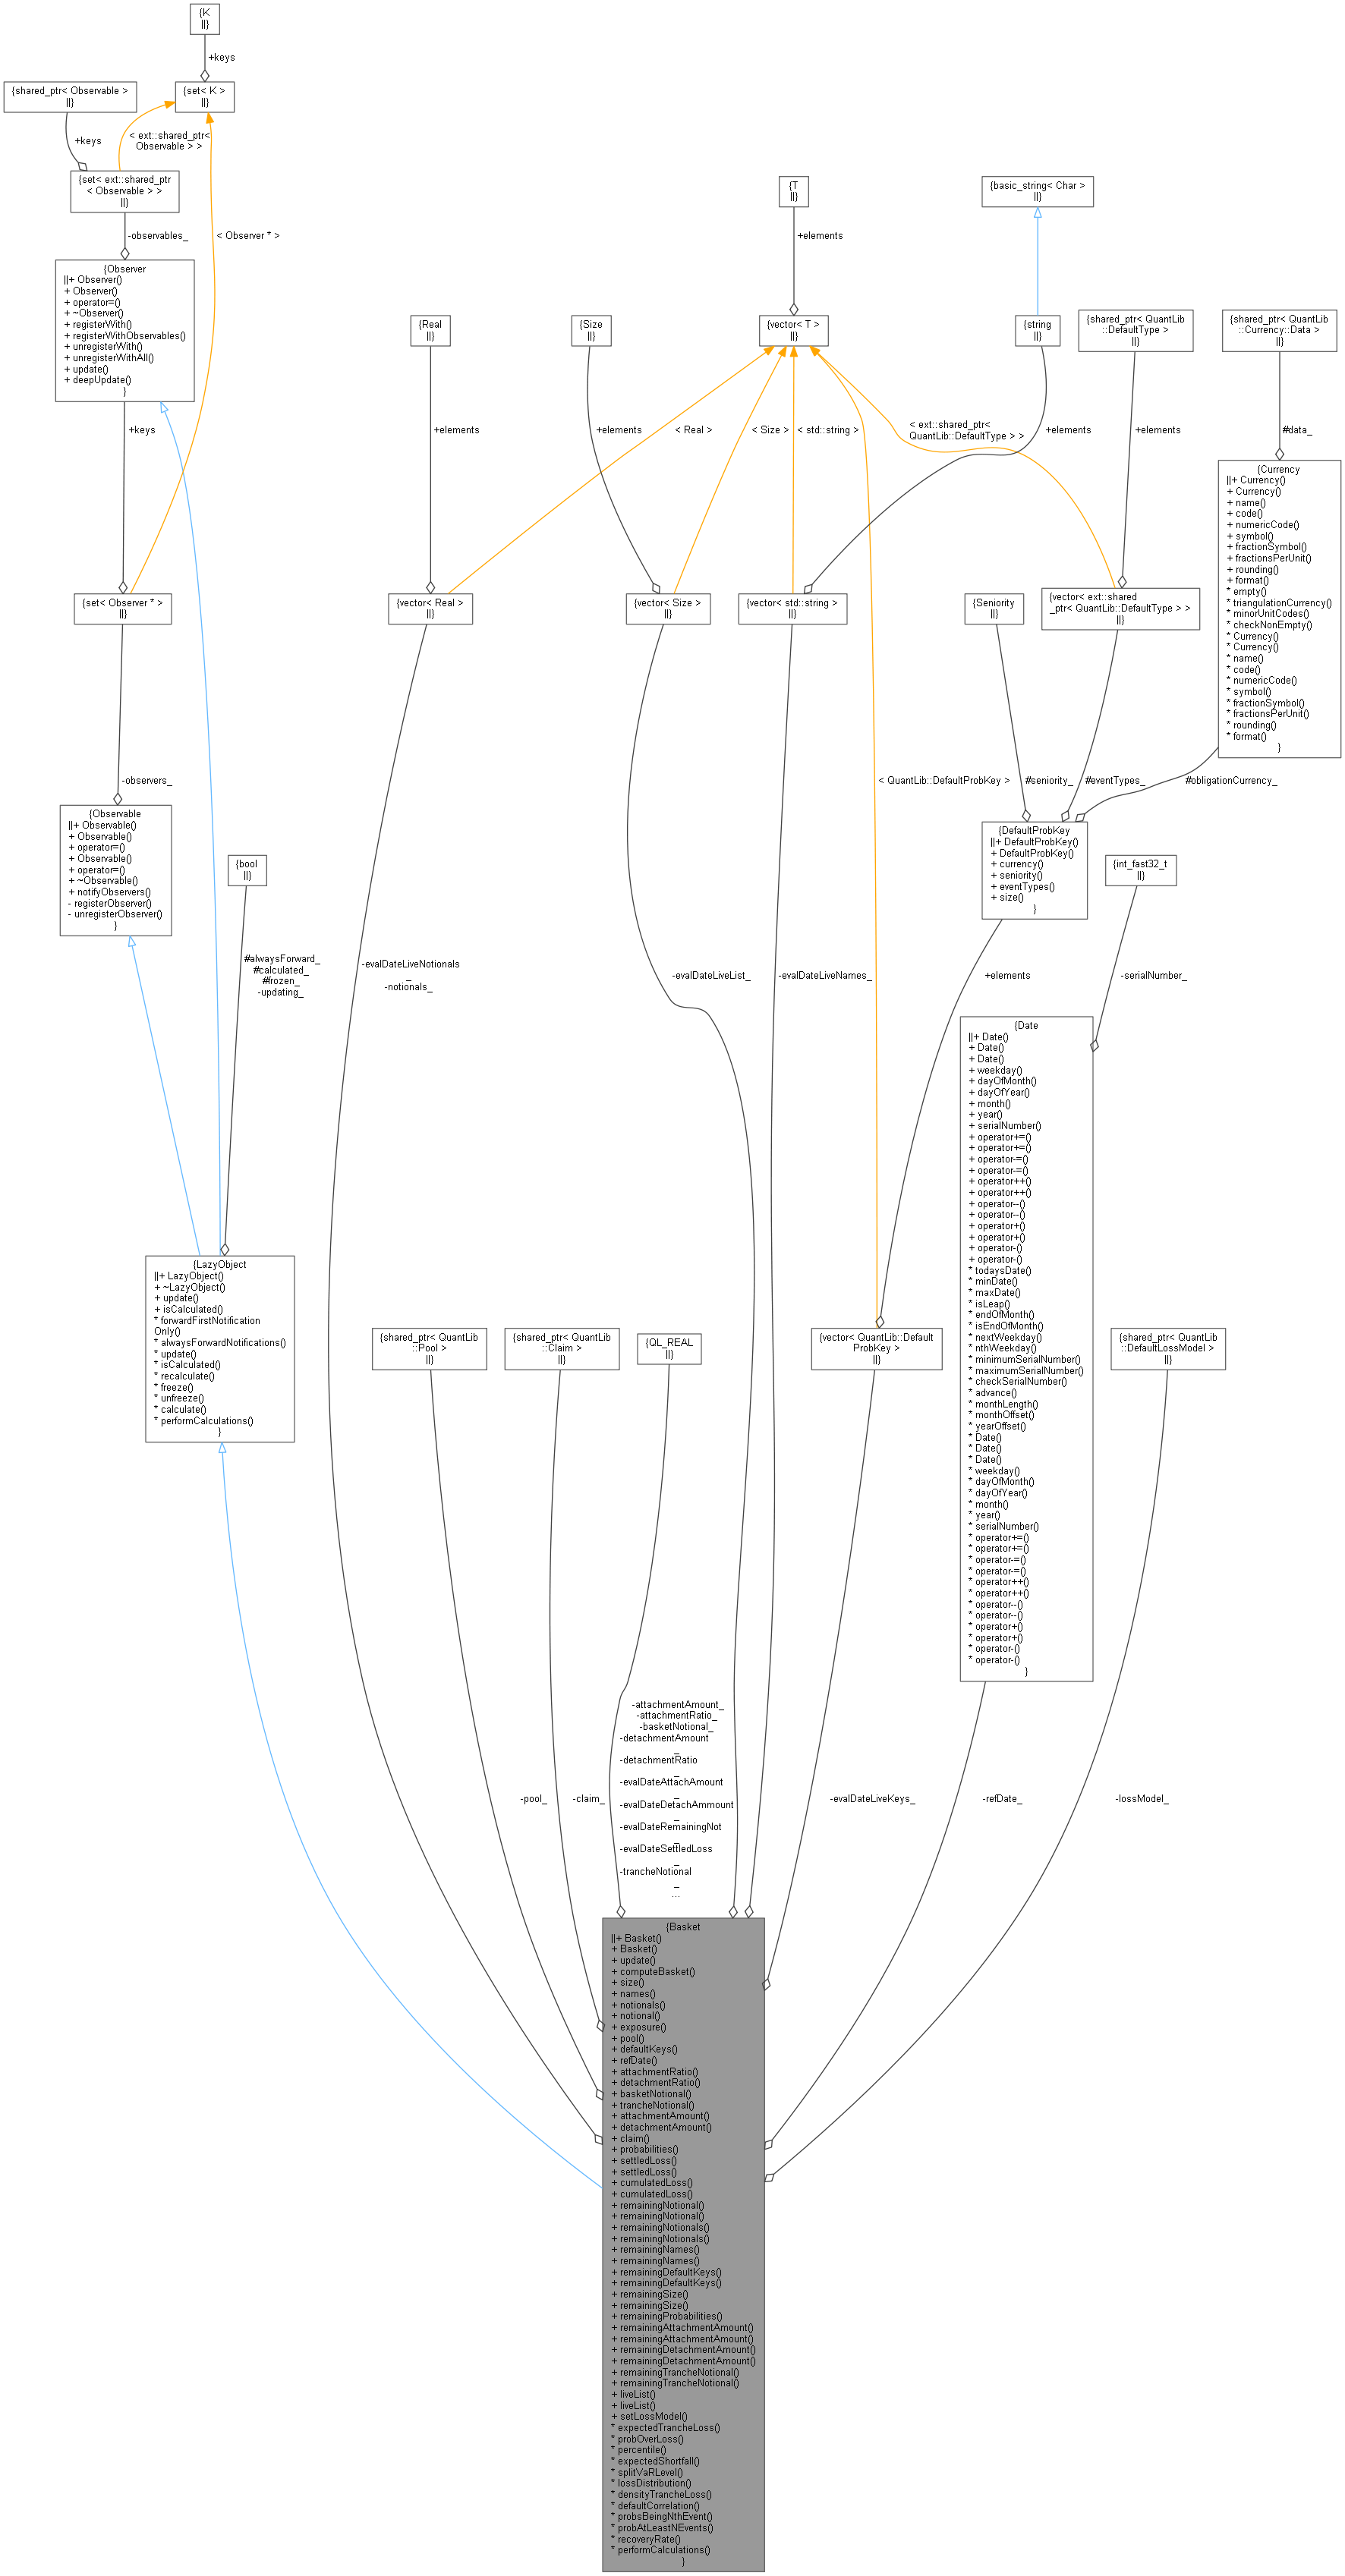 {K
||}
+keys
{shared_ptr< Observable >
||}
{set< K >
||}
+keys
< ext::shared_ptr<
Observable > >
{set< ext::shared_ptr
< Observable > >
||}
-observables_
< Observer * >
{Observer
||+ Observer()
+ Observer()
+ operator=()
+ ~Observer()
+ registerWith()
+ registerWithObservables()
+ unregisterWith()
+ unregisterWithAll()
+ update()
+ deepUpdate()
}
+keys
{set< Observer * >
||}
-observers_
{Observable
||+ Observable()
+ Observable()
+ operator=()
+ Observable()
+ operator=()
+ ~Observable()
+ notifyObservers()
- registerObserver()
- unregisterObserver()
}
{bool
||}
#alwaysForward_
#calculated_
#frozen_
-updating_
{LazyObject
||+ LazyObject()
+ ~LazyObject()
+ update()
+ isCalculated()
* forwardFirstNotification
Only()
* alwaysForwardNotifications()
* update()
* isCalculated()
* recalculate()
* freeze()
* unfreeze()
* calculate()
* performCalculations()
}
{T
||}
+elements
{basic_string< Char >
||}
{Real
||}
+elements
{Size
||}
+elements
{vector< T >
||}
{string
||}
+elements
{shared_ptr< QuantLib
::DefaultType >
||}
+elements
{shared_ptr< QuantLib
::Currency::Data >
||}
#data_
< Real >
< Size >
< std::string >
< ext::shared_ptr<
QuantLib::DefaultType > >
{Currency
||+ Currency()
+ Currency()
+ name()
+ code()
+ numericCode()
+ symbol()
+ fractionSymbol()
+ fractionsPerUnit()
+ rounding()
+ format()
* empty()
* triangulationCurrency()
* minorUnitCodes()
* checkNonEmpty()
* Currency()
* Currency()
* name()
* code()
* numericCode()
* symbol()
* fractionSymbol()
* fractionsPerUnit()
* rounding()
* format()
}
{vector< Real >
||}
{vector< Size >
||}
{vector< std::string >
||}
{Seniority
||}
{vector< ext::shared
_ptr< QuantLib::DefaultType > >
||}
< QuantLib::DefaultProbKey >
#seniority_
#eventTypes_
#obligationCurrency_
{DefaultProbKey
||+ DefaultProbKey()
+ DefaultProbKey()
+ currency()
+ seniority()
+ eventTypes()
+ size()
}
{int_fast32_t
||}
-serialNumber_
-evalDateLiveNotionals
_
-notionals_
-evalDateLiveList_
-evalDateLiveNames_
+elements
{Date
||+ Date()
+ Date()
+ Date()
+ weekday()
+ dayOfMonth()
+ dayOfYear()
+ month()
+ year()
+ serialNumber()
+ operator+=()
+ operator+=()
+ operator-=()
+ operator-=()
+ operator++()
+ operator++()
+ operator--()
+ operator--()
+ operator+()
+ operator+()
+ operator-()
+ operator-()
* todaysDate()
* minDate()
* maxDate()
* isLeap()
* endOfMonth()
* isEndOfMonth()
* nextWeekday()
* nthWeekday()
* minimumSerialNumber()
* maximumSerialNumber()
* checkSerialNumber()
* advance()
* monthLength()
* monthOffset()
* yearOffset()
* Date()
* Date()
* Date()
* weekday()
* dayOfMonth()
* dayOfYear()
* month()
* year()
* serialNumber()
* operator+=()
* operator+=()
* operator-=()
* operator-=()
* operator++()
* operator++()
* operator--()
* operator--()
* operator+()
* operator+()
* operator-()
* operator-()
}
{shared_ptr< QuantLib
::Pool >
||}
{shared_ptr< QuantLib
::Claim >
||}
{QL_REAL
||}
{vector< QuantLib::Default
ProbKey >
||}
{shared_ptr< QuantLib
::DefaultLossModel >
||}
-pool_
-claim_
-attachmentAmount_
-attachmentRatio_
-basketNotional_
-detachmentAmount
_
-detachmentRatio
_
-evalDateAttachAmount
_
-evalDateDetachAmmount
_
-evalDateRemainingNot
_
-evalDateSettledLoss
_
-trancheNotional
_
...
-evalDateLiveKeys_
-refDate_
-lossModel_
{Basket
||+ Basket()
+ Basket()
+ update()
+ computeBasket()
+ size()
+ names()
+ notionals()
+ notional()
+ exposure()
+ pool()
+ defaultKeys()
+ refDate()
+ attachmentRatio()
+ detachmentRatio()
+ basketNotional()
+ trancheNotional()
+ attachmentAmount()
+ detachmentAmount()
+ claim()
+ probabilities()
+ settledLoss()
+ settledLoss()
+ cumulatedLoss()
+ cumulatedLoss()
+ remainingNotional()
+ remainingNotional()
+ remainingNotionals()
+ remainingNotionals()
+ remainingNames()
+ remainingNames()
+ remainingDefaultKeys()
+ remainingDefaultKeys()
+ remainingSize()
+ remainingSize()
+ remainingProbabilities()
+ remainingAttachmentAmount()
+ remainingAttachmentAmount()
+ remainingDetachmentAmount()
+ remainingDetachmentAmount()
+ remainingTrancheNotional()
+ remainingTrancheNotional()
+ liveList()
+ liveList()
+ setLossModel()
* expectedTrancheLoss()
* probOverLoss()
* percentile()
* expectedShortfall()
* splitVaRLevel()
* lossDistribution()
* densityTrancheLoss()
* defaultCorrelation()
* probsBeingNthEvent()
* probAtLeastNEvents()
* recoveryRate()
* performCalculations()
}